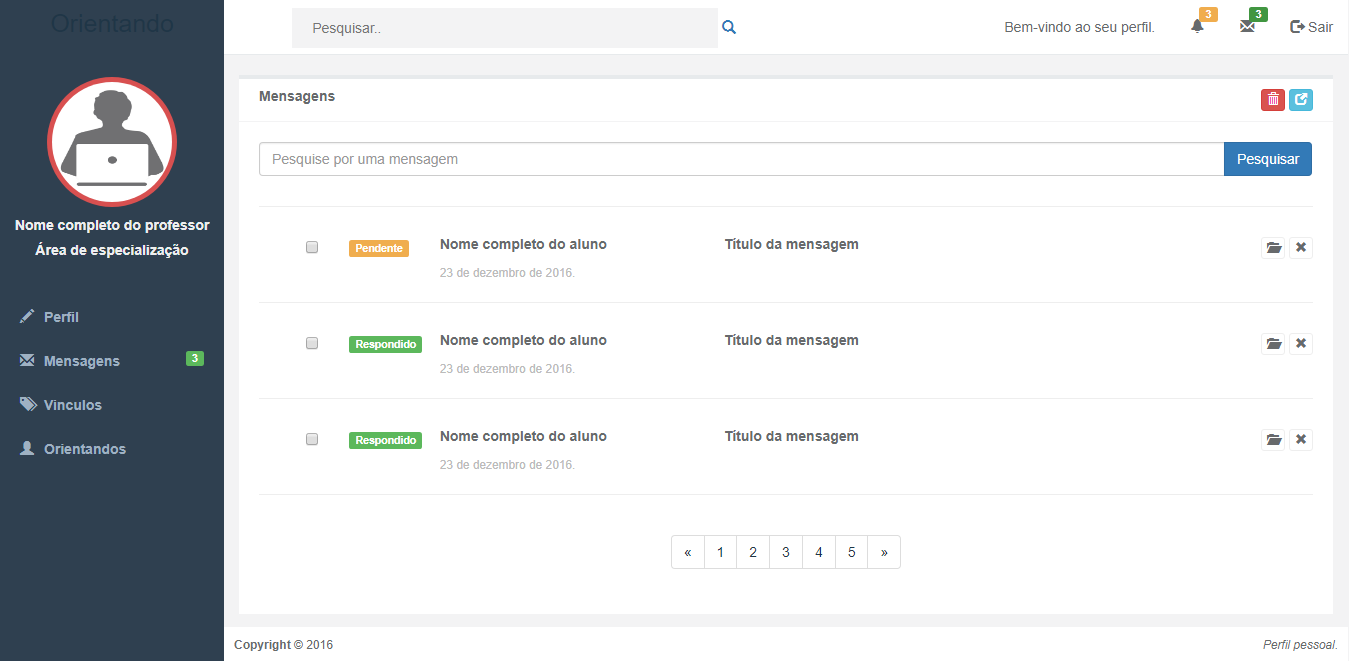 Orientando
Pesquisar..
Bem-vindo ao seu perfil.
3
3
Sair
Nome completo do professor
Área de especialização
Perfil
Mensagens 3
Vinculos
Orientandos
Mensagens
Pesquise por uma mensagem Pesquisar
Pendente Nome completo do aluno Título da mensagem
23 de dezembro de 2016.
Respondido Nome completo do aluno Título da mensagem
23 de dezembro de 2016.
Respondido Nome completo do aluno Título da mensagem
23 de dezembro de 2016.
« 1 2 3 4 5 »
Copyright © 2016 Perfil pessoal.